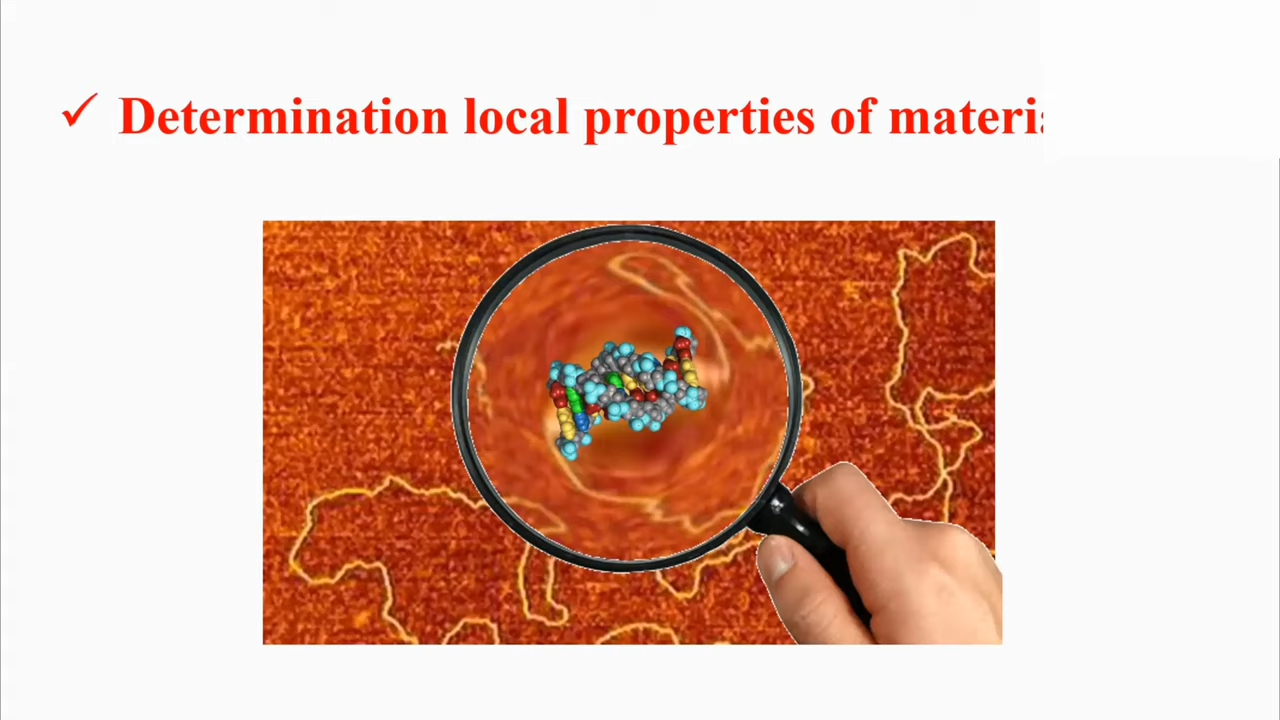 ✓ Determination local properties of materi